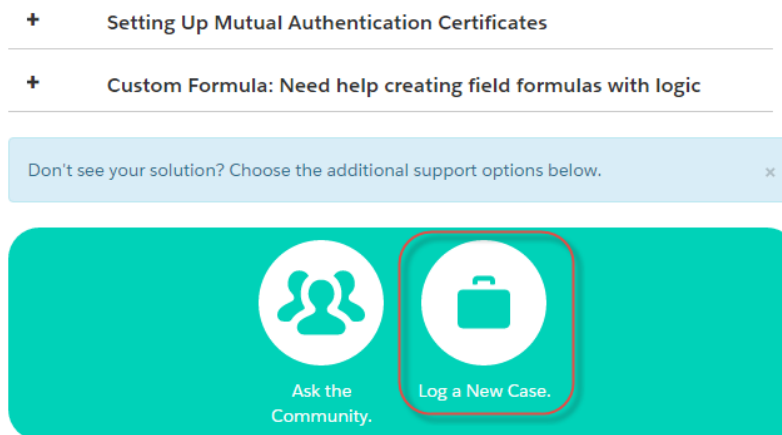 + Setting Up Mutual Authentication Certificates
+ Custom Formula: Need help creating field formulas with logic
Don't see your solution? Choose the additional support options below. ×
Ask the
Community.
Log a New Case.